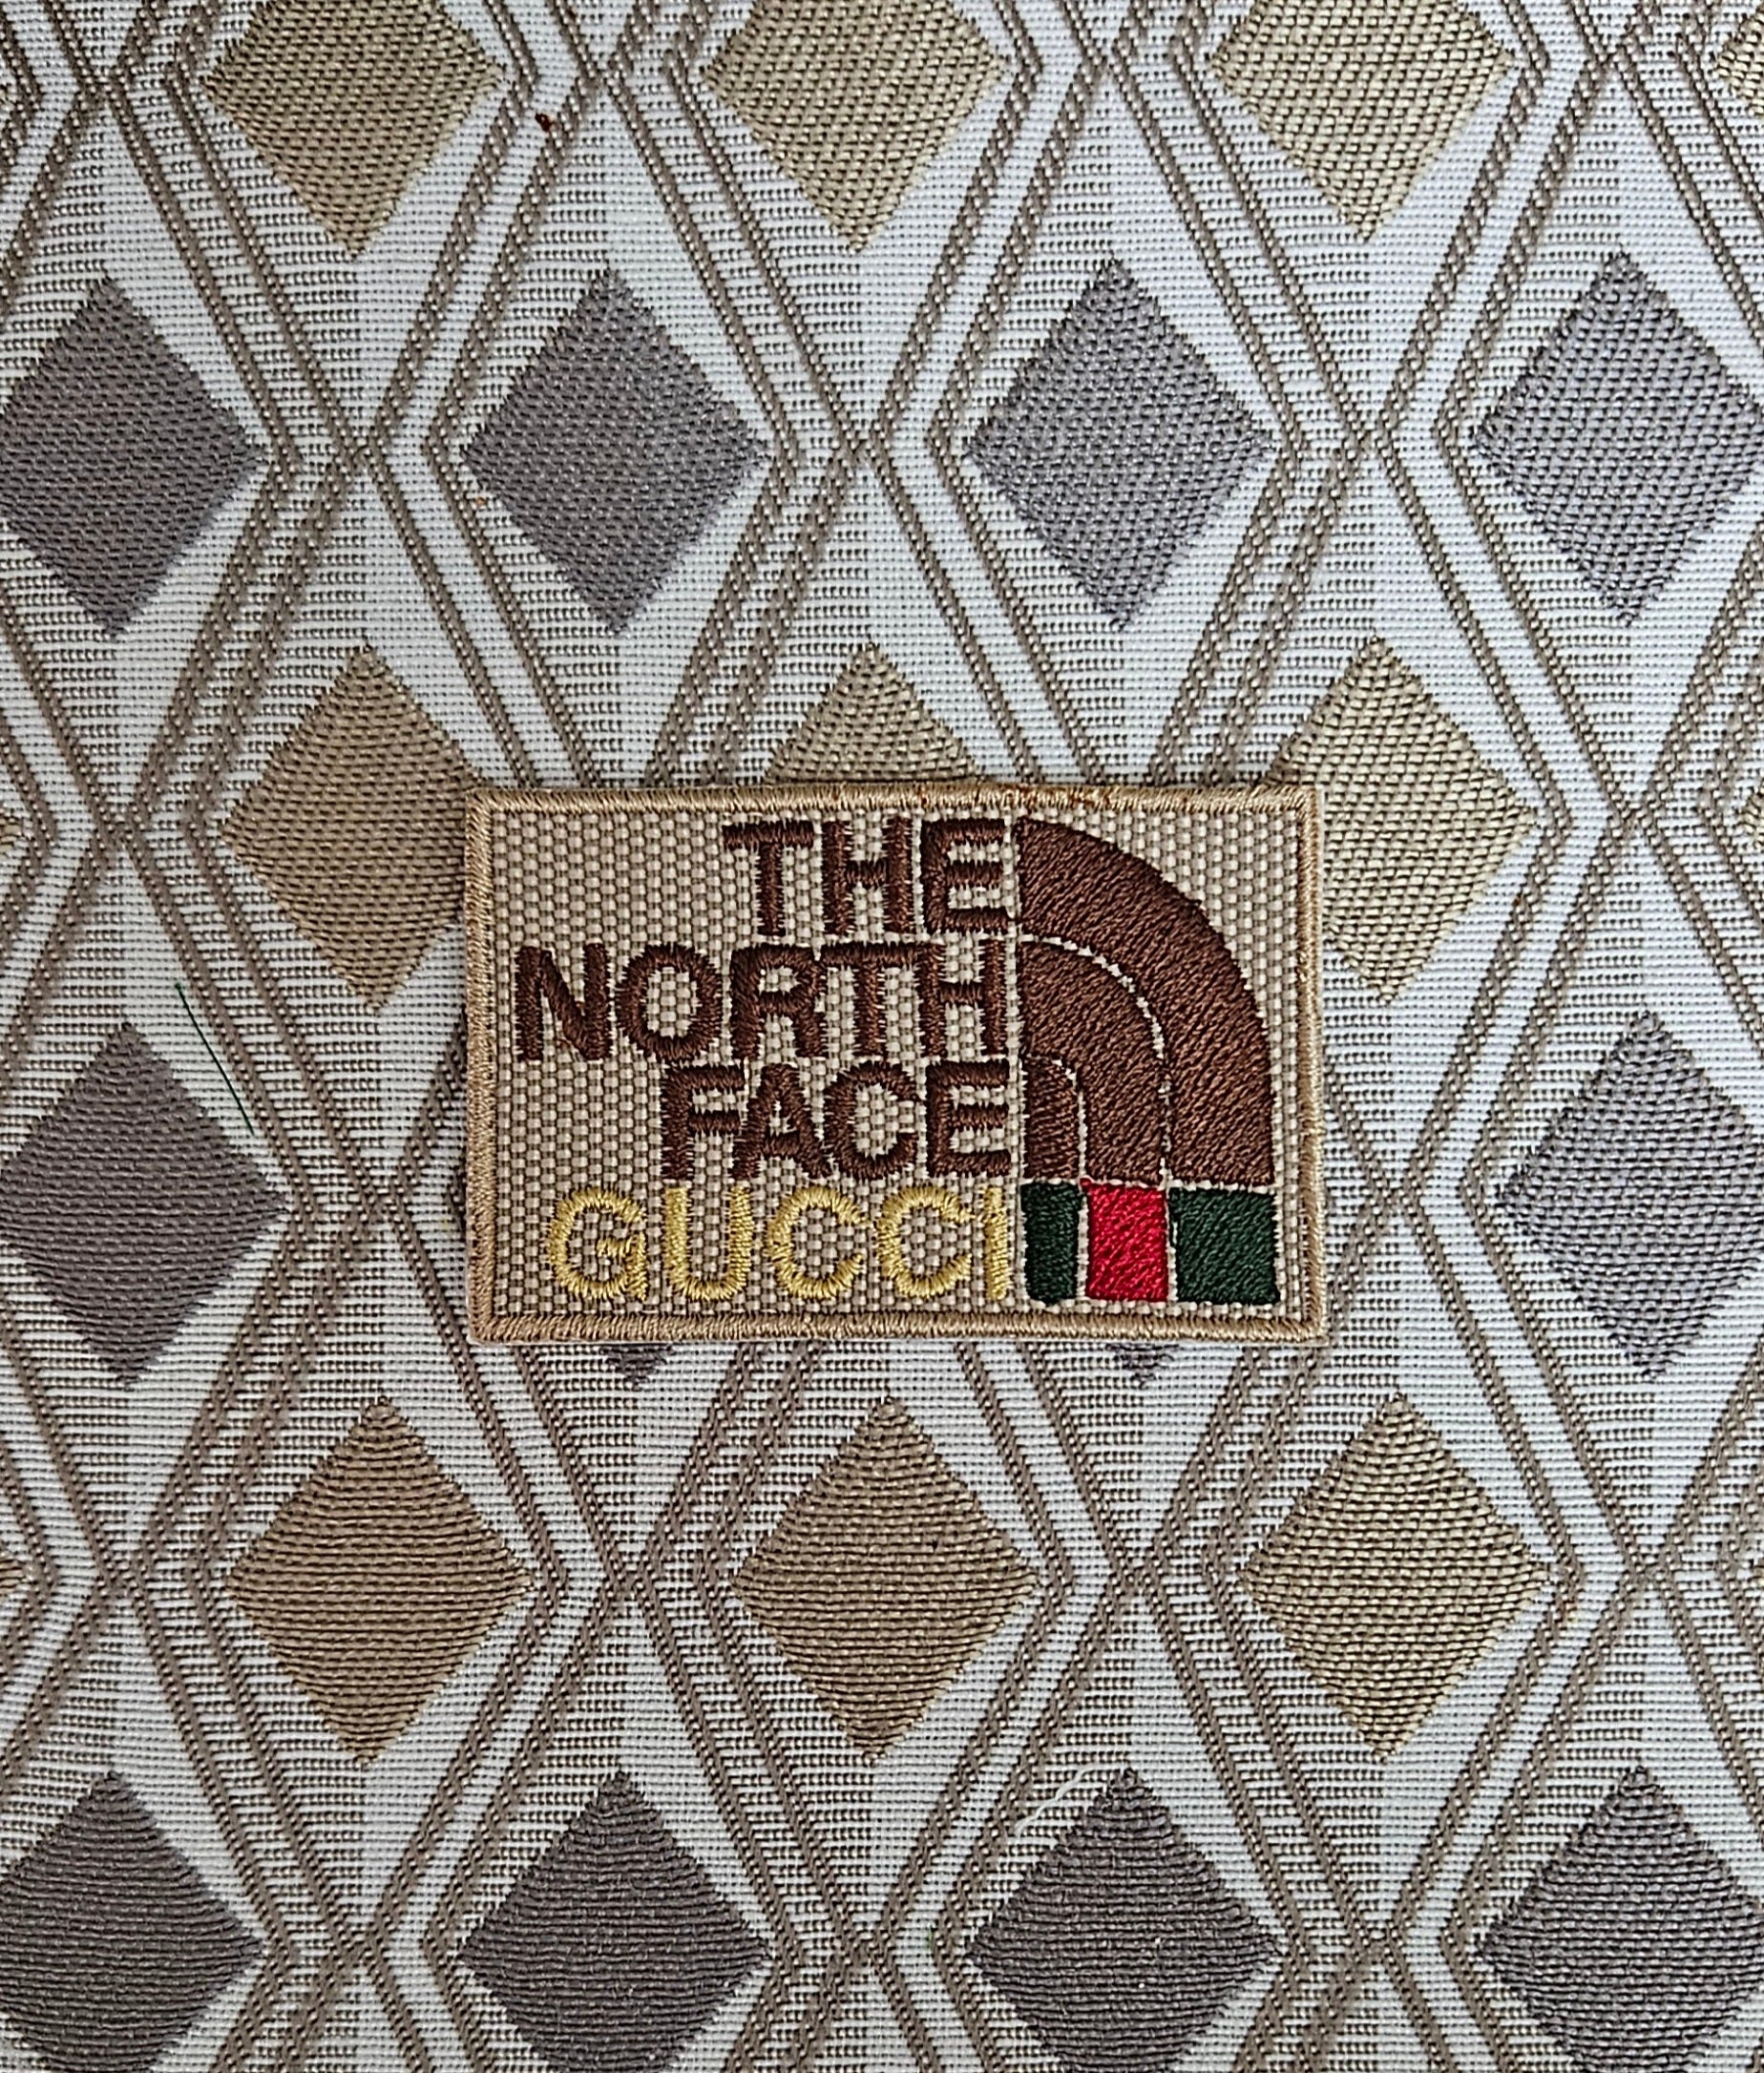 THE
NORTH
FACE
GUCCI